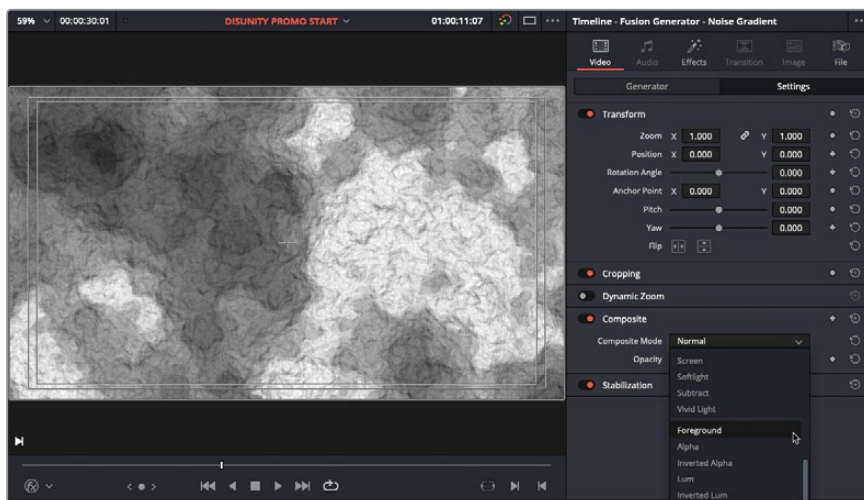 59% 00:00:30:01 DISUNITY PROMO START 01:00:11:07 Timeline - Fusion Generator - Noise Gradient
Video Audio Effects Transition Image File
Generator Settings
Transform
Zoom X 1.000 Y 1.000
Position X 0.000 Y 0.000
Rotation Angle 0.000
Anchor Point X 0.000 Y 0.000
Pitch 0.000
Yaw 0.000
Flip
Cropping
Dynamic Zoom
Composite
Composite Mode Normal
Opacity
Screen
Softlight
Subtract
Stabilization
Vivid Light
Foreground
Alpha
Inverted Alpha
Lum
Inverted Lum